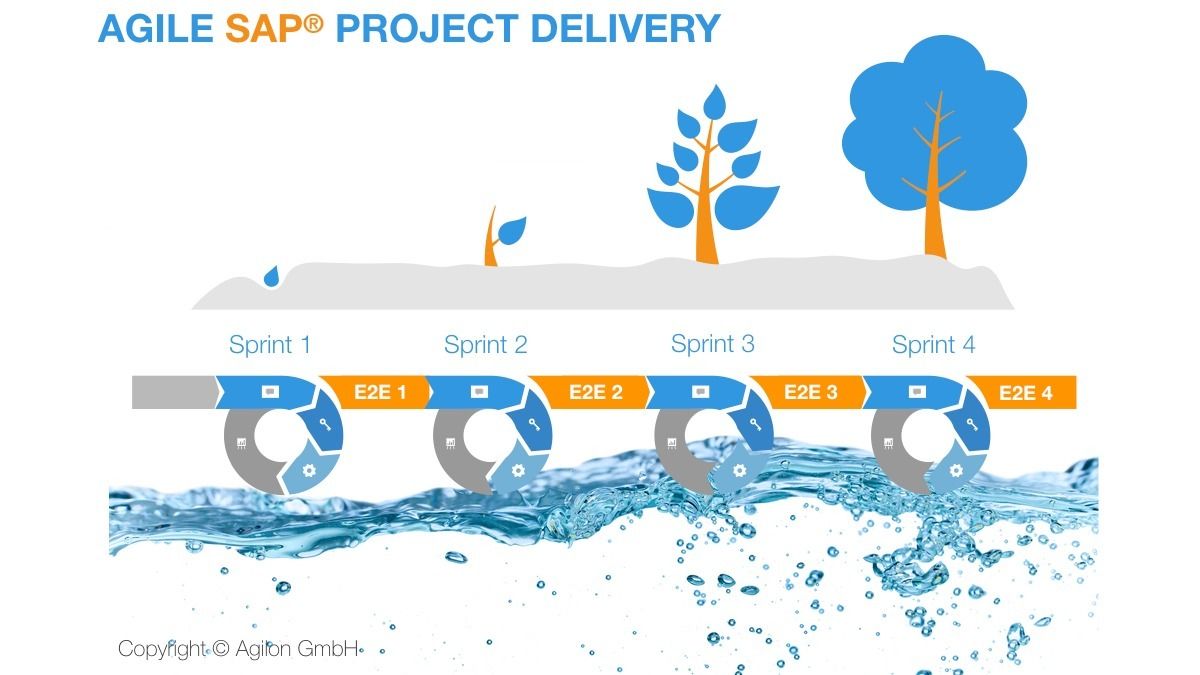 AGILE SAP® PROJECT DELIVERY
Sprint 1
Sprint 2
Sprint 3
Sprint 4
E2E 1
E2E 2
E2E 3
E2E 4
Copyright © Agilon GmbH